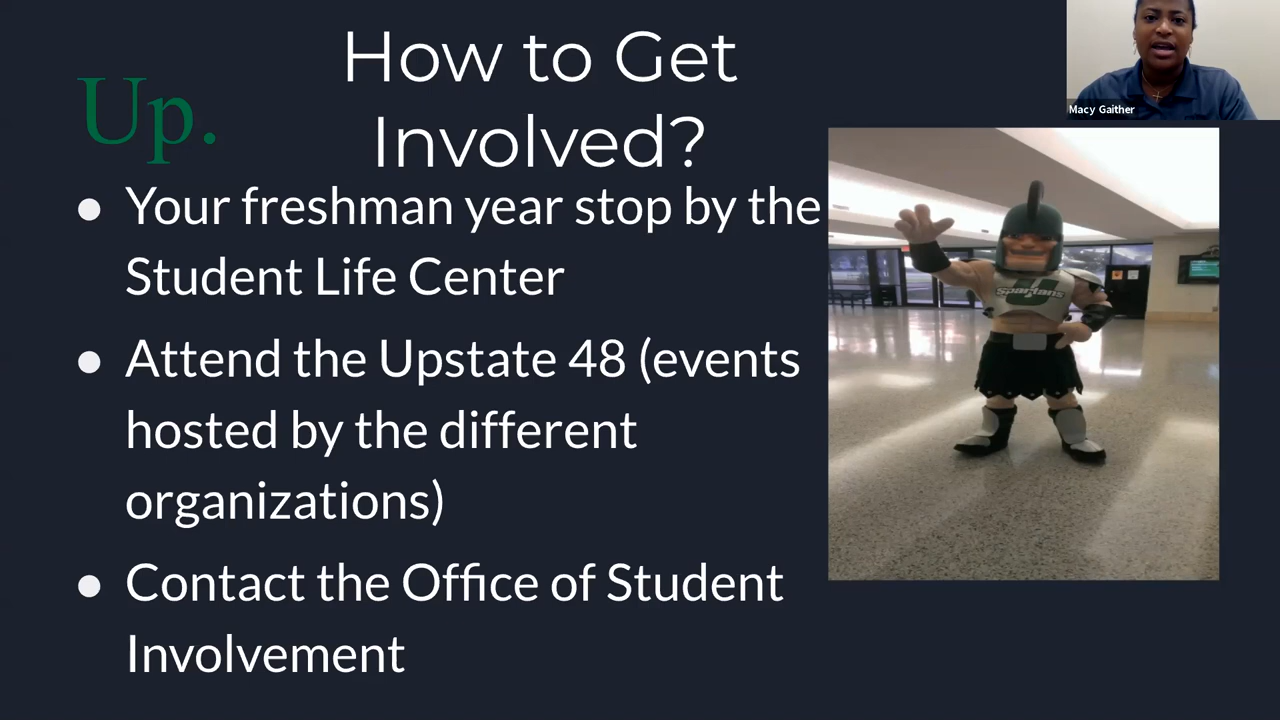 How to Get
Involved?
Up.
Macy Gaither
● Your freshman year stop by the
Student Life Center
● Attend the Upstate 48 (events
hosted by the different
organizations)
● Contact the Office of Student
Involvement
Spartans